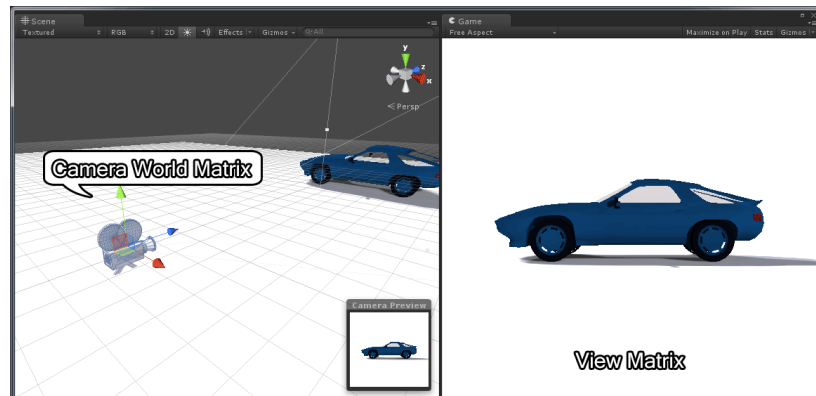 Scene
Textured RGB 2D Effects Gizmos All
y
z
x
Persp
Camera World Matrix
Camera Preview
Game
Free Aspect Maximize on Play Stats Gizmos
View Matrix